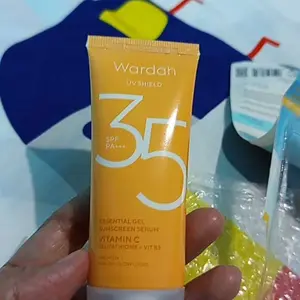 Wardah
UV SHIELD
35
SPF
PA+++
ESSENTIAL GEL
SUNSCREEN SERUM
VITAMIN C